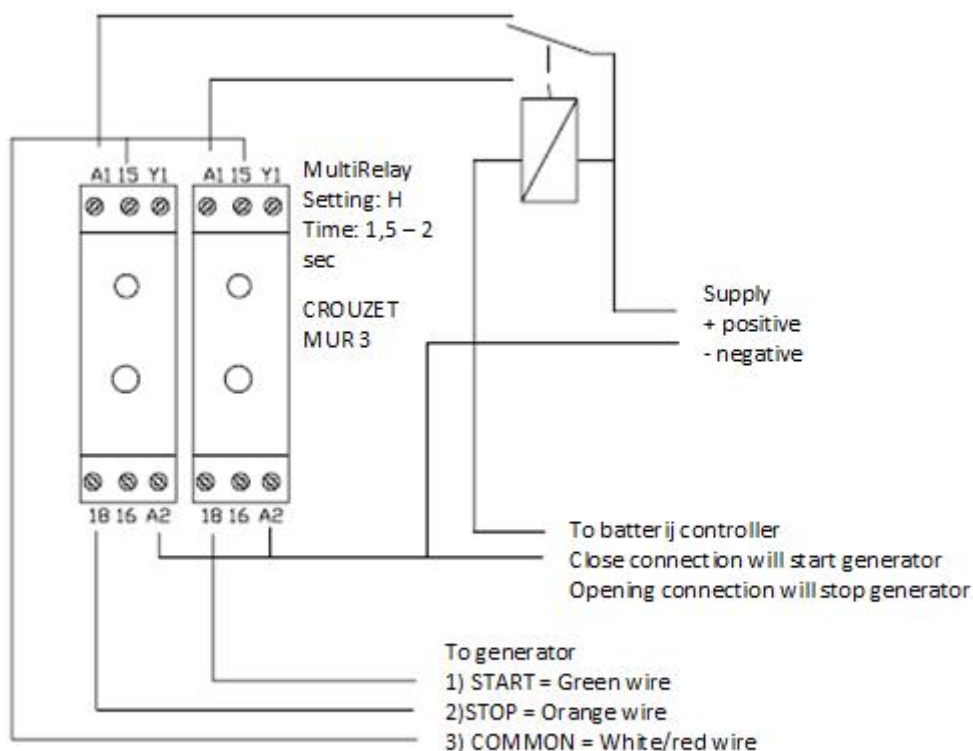 A1 15 Y1
A1 15 Y1
MultiRelay
Setting: H
Time: 1,5 – 2
sec
CROUZET
MUR 3
Supply
+ positive
- negative
18 16 A2
18 16 A2
To batterij controller
Close connection will start generator
Opening connection will stop generator
To generator
1) START = Green wire
2)STOP = Orange wire
3) COMMON = White/red wire